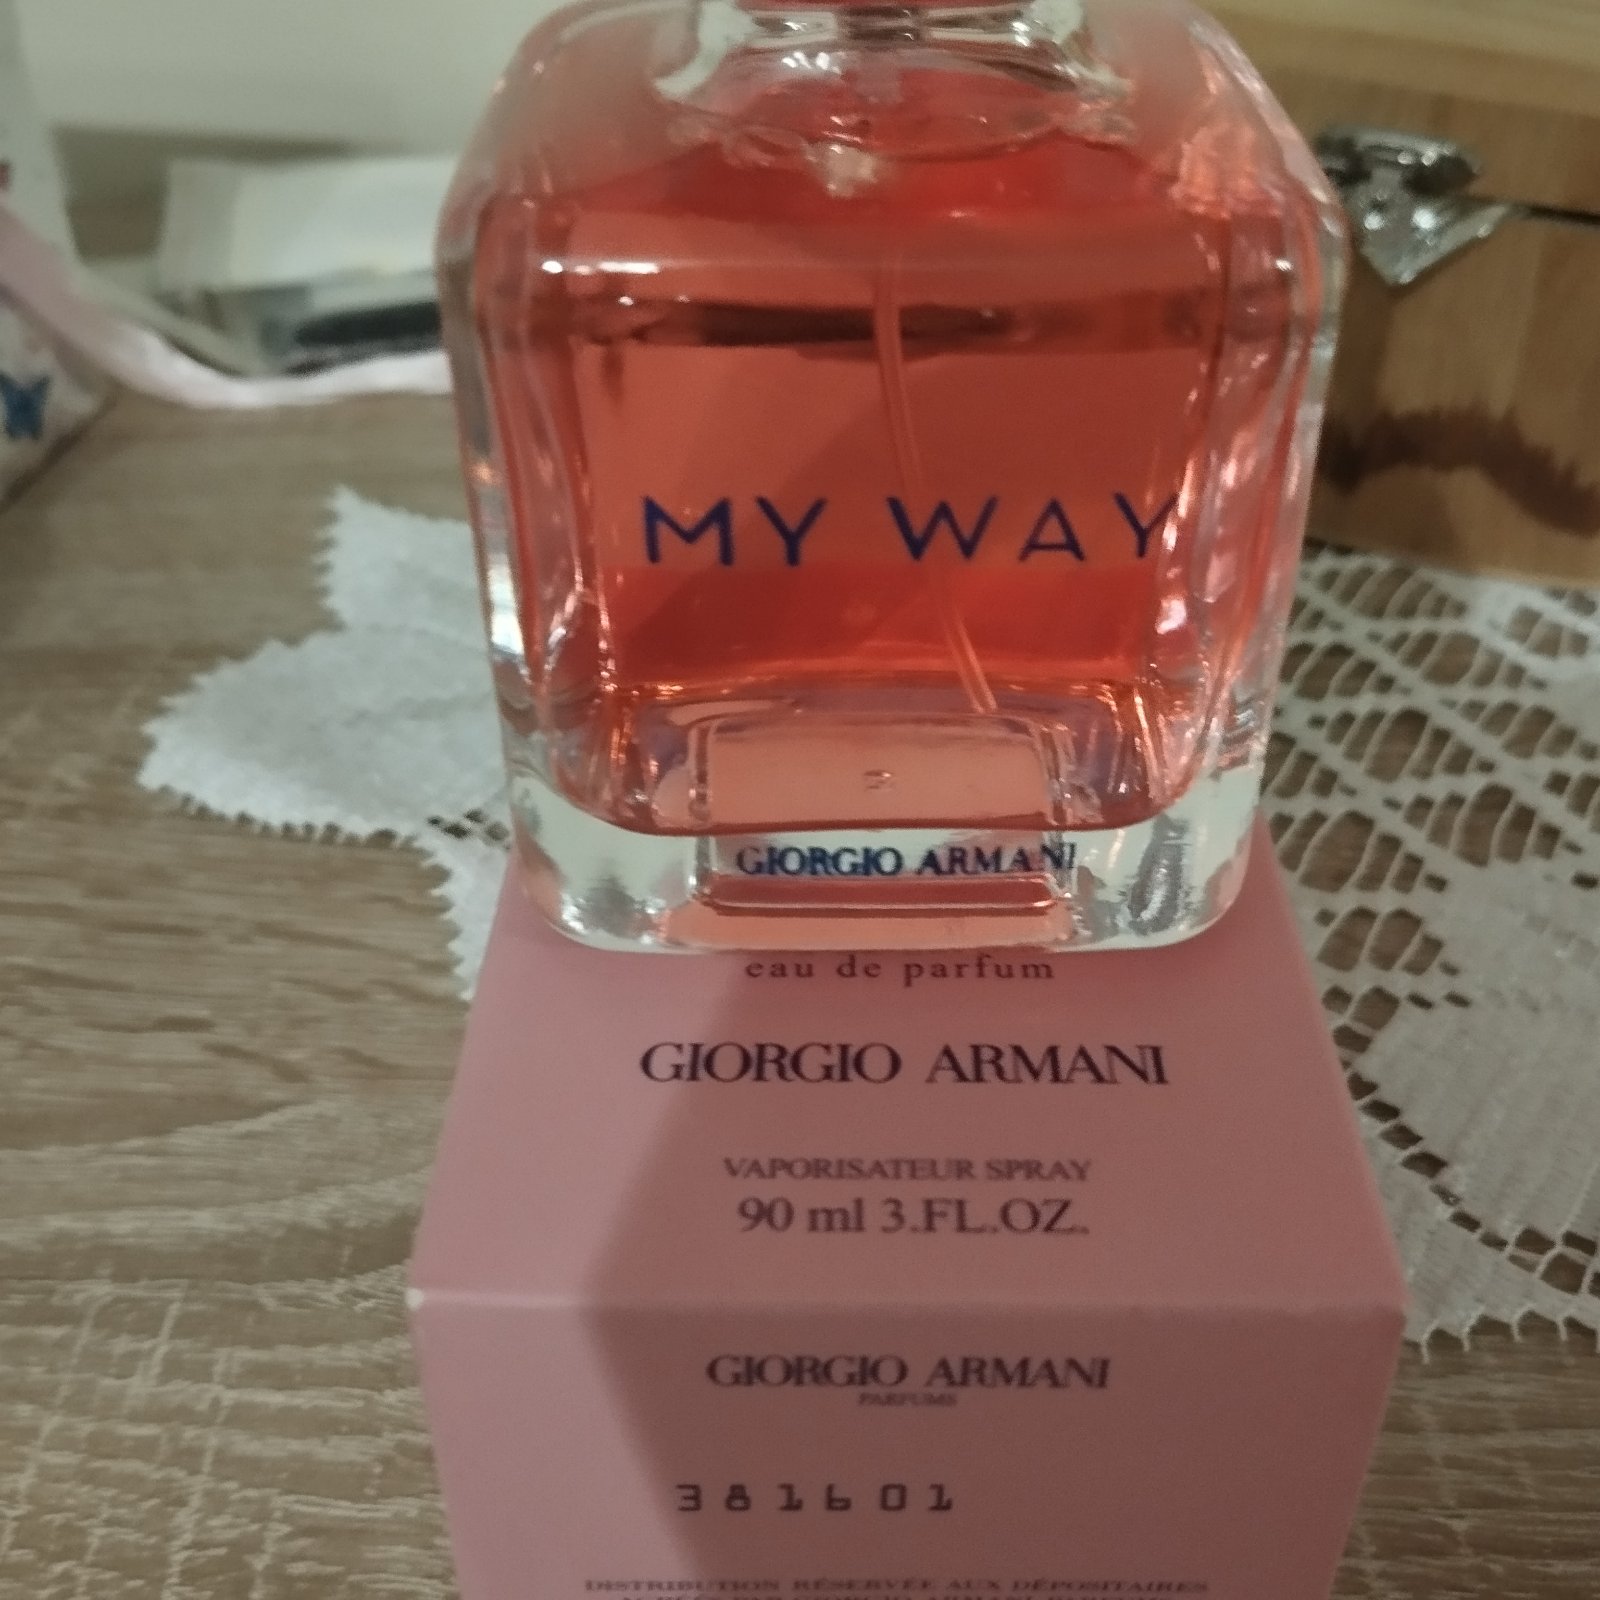 MY WAY
GIORGIO ARMANI
eau de parfum
GIORGIO ARMANI
VAPORISATEUR SPRAY
90 ml 3.FL.OZ.
GIORGIO ARMANI
PARFUMS
381601
DISTRIBUTION RÉSERVÉE AUX DÉPOSITAIRES